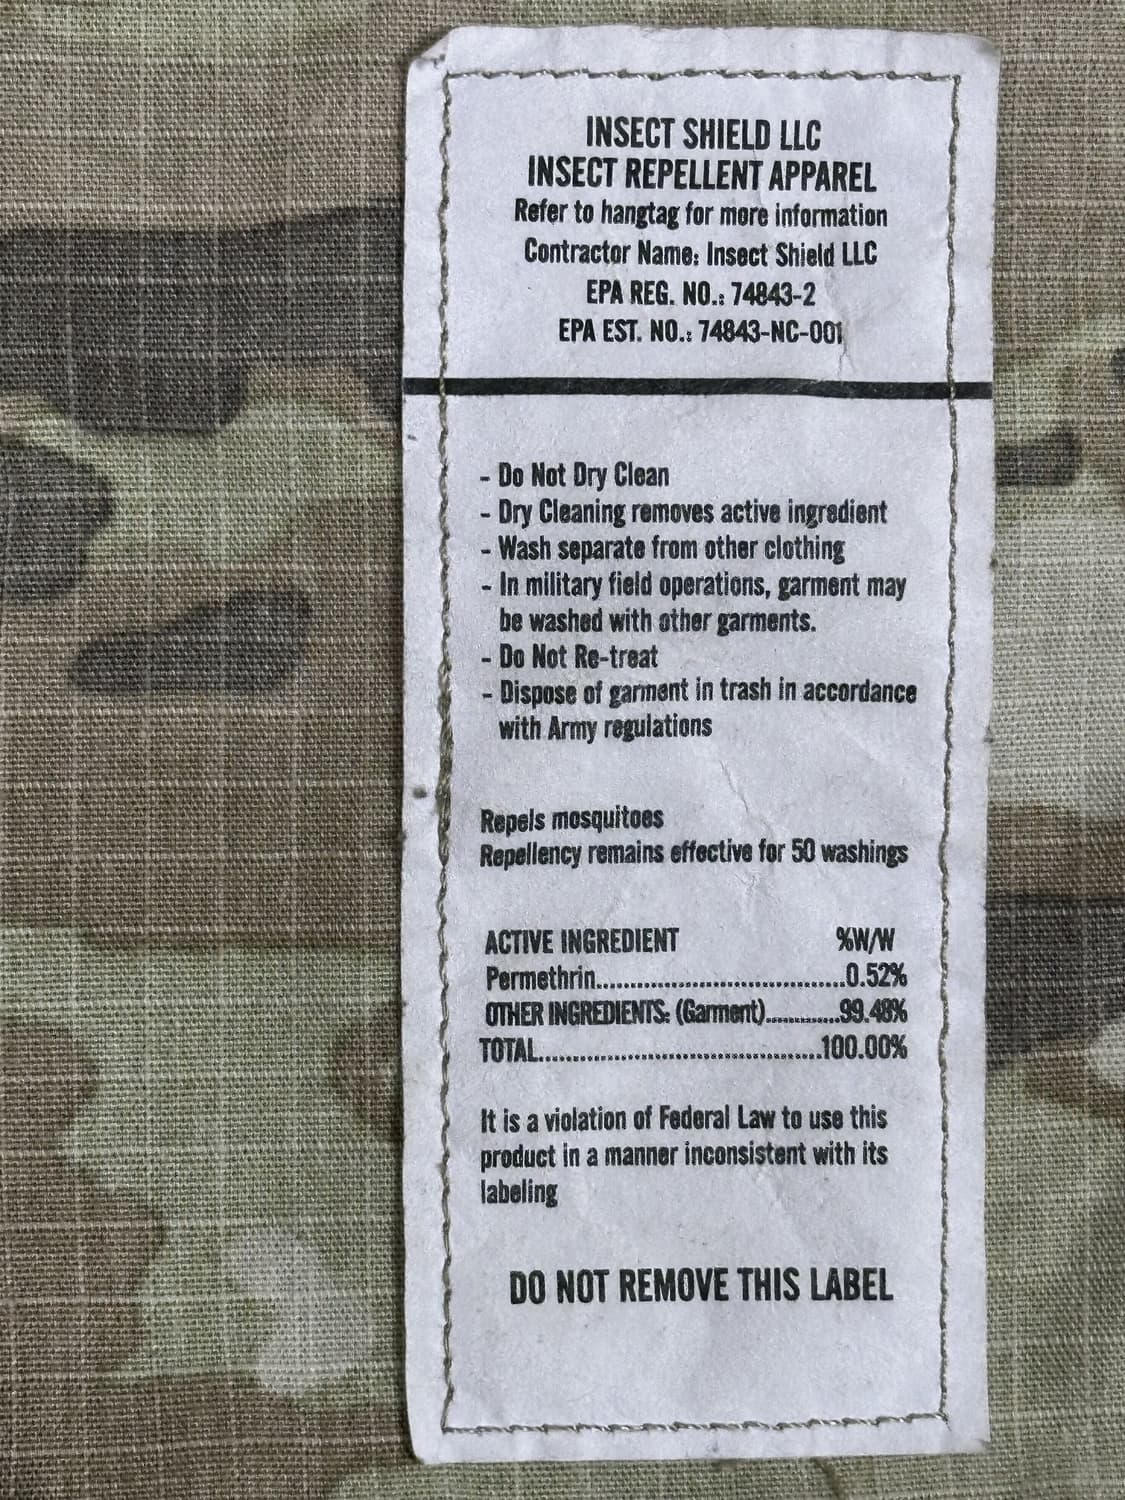 INSECT SHIELD LLC
INSECT REPELLENT APPAREL
Refer to hangtag for more information
Contractor Name: Insect Shield LLC
EPA REG. NO.: 74843-2
EPA EST. NO.: 74843-NC-001
- Do Not Dry Clean
- Dry Cleaning removes active ingredient
- Wash separate from other clothing
- In military field operations, garment may
be washed with other garments.
- Do Not Re-treat
- Dispose of garment in trash in accordance
with Army regulations
Repels mosquitoes
Repellency remains effective for 50 washings
ACTIVE INGREDIENT %W/W
Permethrin........................................0.52%
OTHER INGREDIENTS: (Garment)............99.48%
TOTAL.............................................100.00%
It is a violation of Federal Law to use this
product in a manner inconsistent with its
labeling
DO NOT REMOVE THIS LABEL